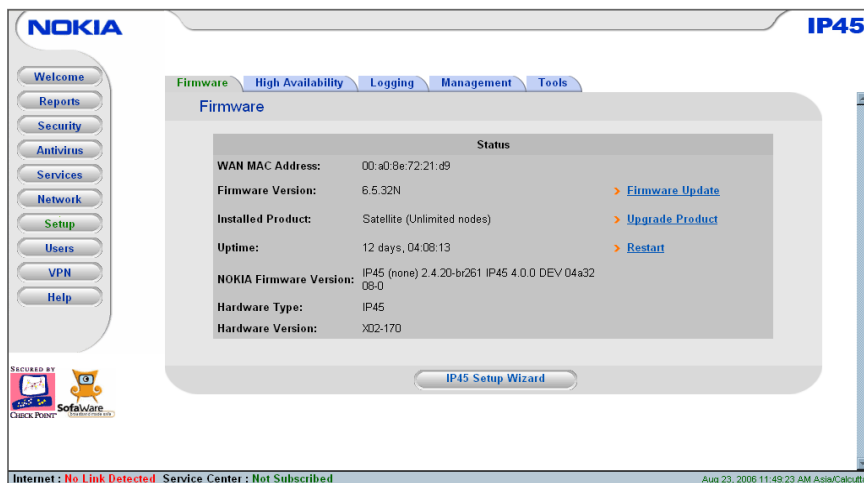 NOKIA
IP45
Welcome
Reports
Security
Antivirus
Services
Network
Setup
Users
VPN
Help
Firmware
High Availability
Logging
Management
Tools
Firmware
Status
WAN MAC Address: 00:a0:8e:72:21:d9
Firmware Version: 6.5.32N > Firmware Update
Installed Product: Satellite (Unlimited nodes) > Upgrade Product
Uptime: 12 days, 04:08:13 > Restart
NOKIA Firmware Version: IP45 (none) 2.4.20-br261 IP45 4.0.0 DEV 04a32
08-0
Hardware Type: IP45
Hardware Version: X02-170
IP45 Setup Wizard
SECURED BY
CHECK POINT
SofaWare
Internet : No Link Detected Service Center : Not Subscribed
Aug 23, 2006 11:49:23 AM Asia/Calcutt